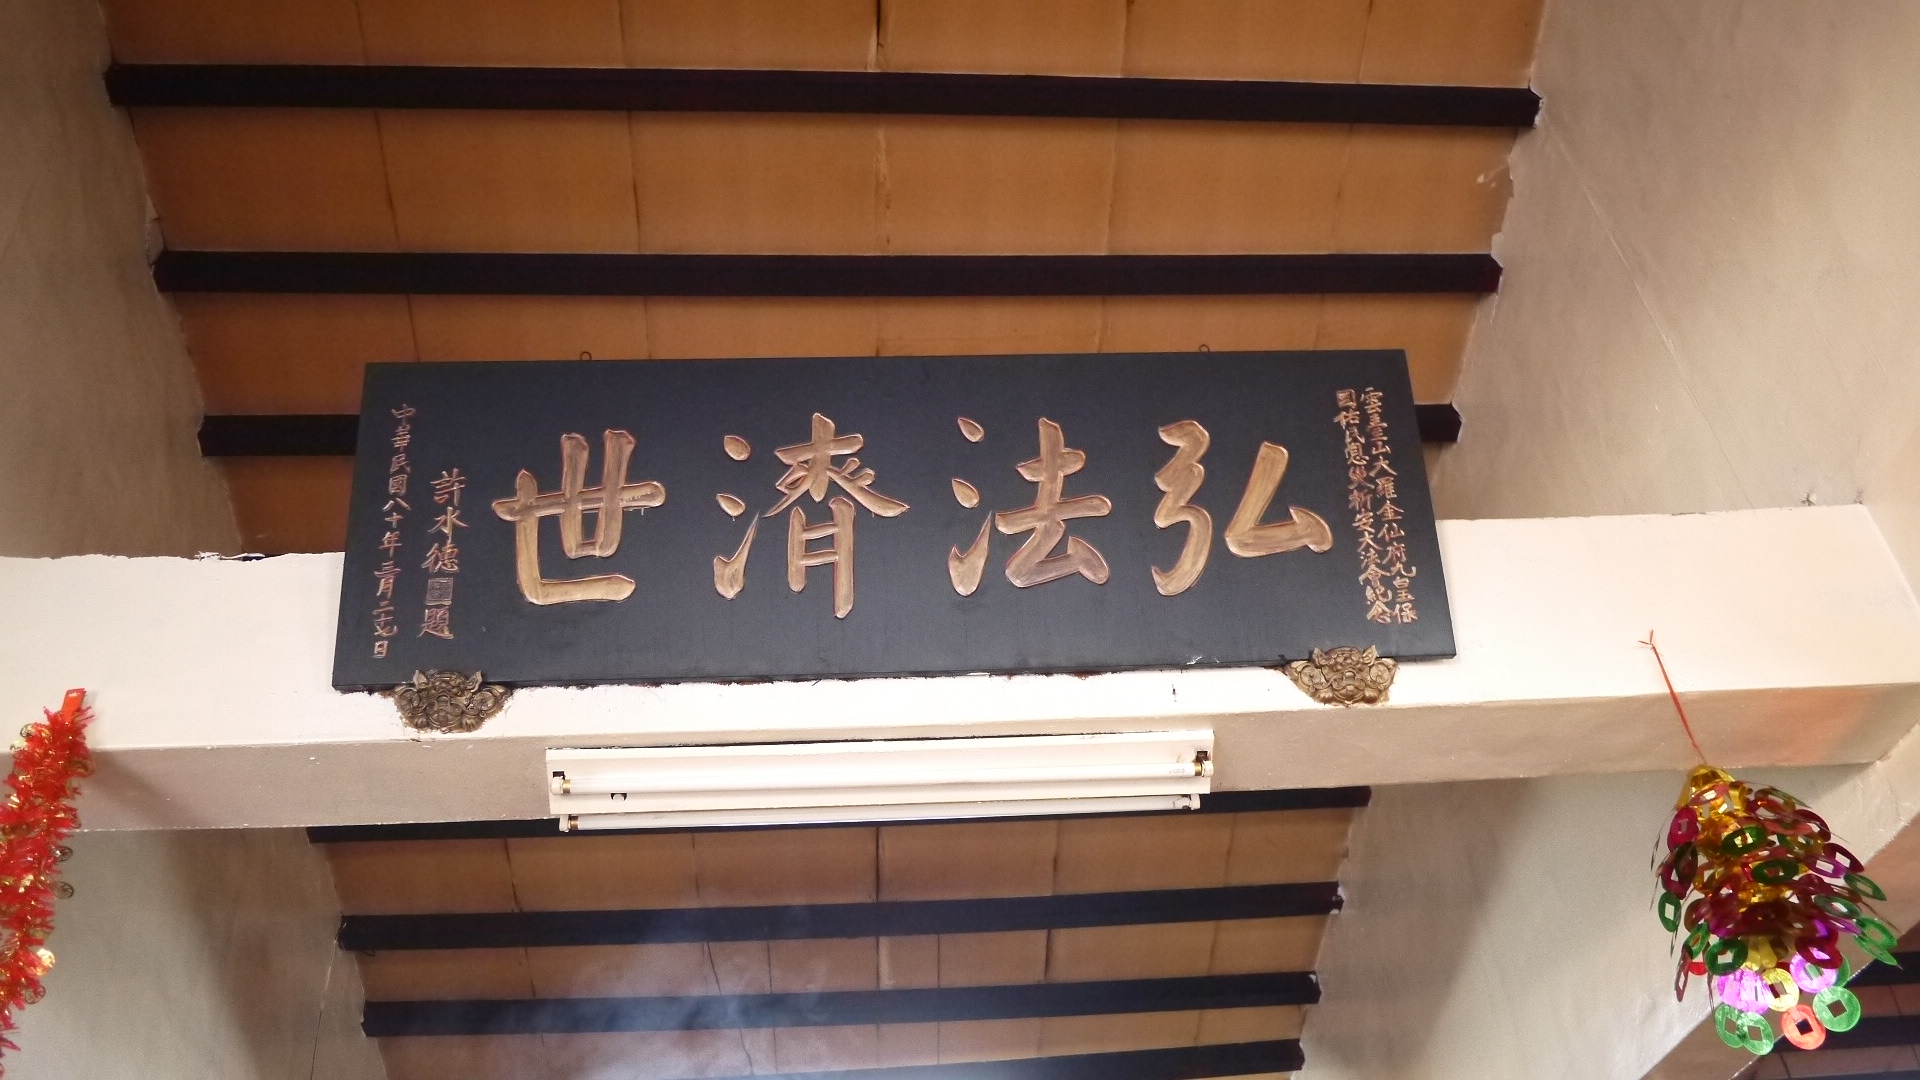 雲臺山大羅金仙府九皇保
國佑民息災祈安大法會紀念
弘法濟世
許水德題
中華民國八十年三月二十七日